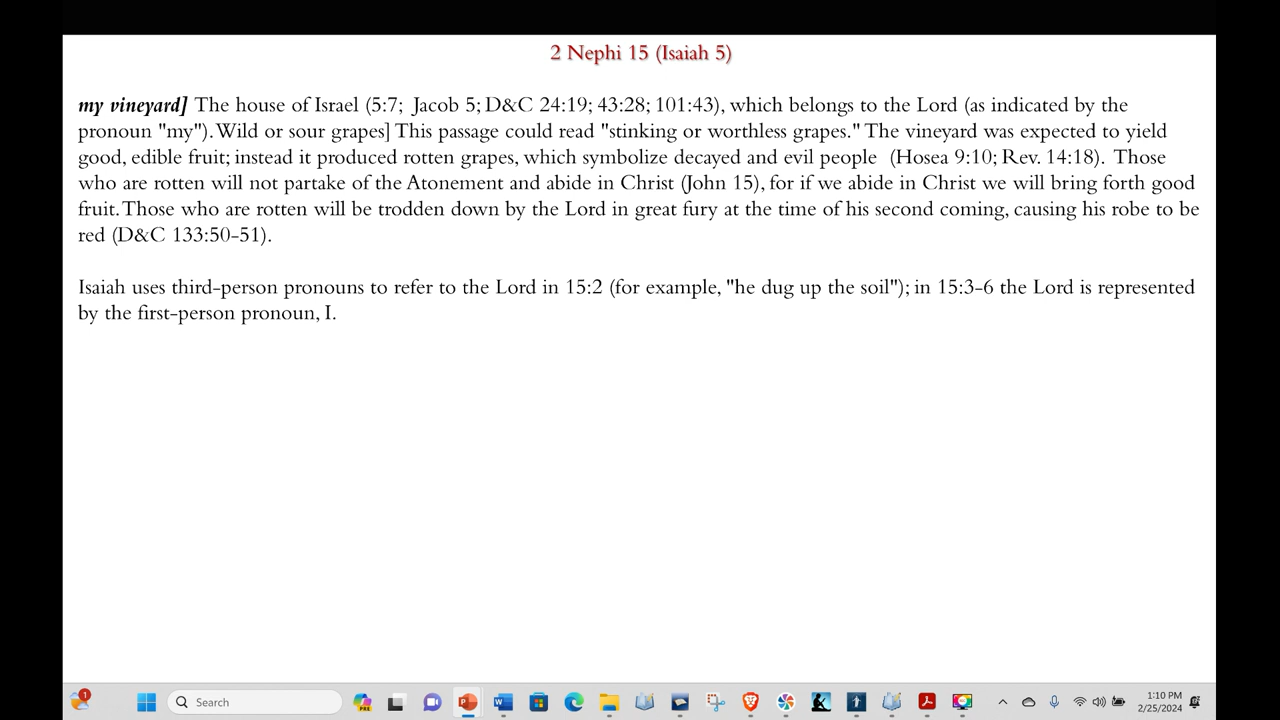 2 Nephi 15 (Isaiah 5)
my vineyard] The house of Israel (5:7;  Jacob 5; D&C 24:19; 43:28; 101:43), which belongs to the Lord (as indicated by the
pronoun "my"). Wild or sour grapes] This passage could read "stinking or worthless grapes." The vineyard was expected to yield
good, edible fruit; instead it produced rotten grapes, which symbolize decayed and evil people  (Hosea 9:10; Rev. 14:18).  Those
who are rotten will not partake of the Atonement and abide in Christ (John 15), for if we abide in Christ we will bring forth good
fruit. Those who are rotten will be trodden down by the Lord in great fury at the time of his second coming, causing his robe to be
red (D&C 133:50-51).
Isaiah uses third-person pronouns to refer to the Lord in 15:2 (for example, "he dug up the soil"); in 15:3-6 the Lord is represented
by the first-person pronoun, I.
1
Search
PRE
1:10 PM
2/25/2024